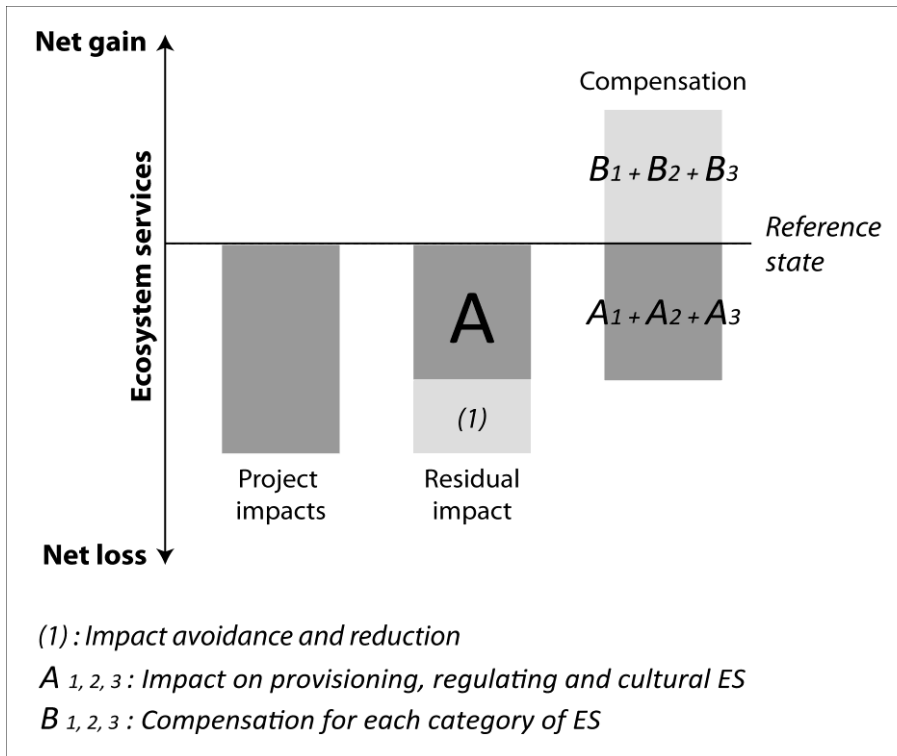 Net gain
Compensation
B1 + B2 + B3
Ecosystem services
Reference
state
A
A1 + A2 + A3
(1)
Project
impacts
Residual
impact
Net loss
(1) : Impact avoidance and reduction
A 1, 2, 3 : Impact on provisioning, regulating and cultural ES
B 1, 2, 3 : Compensation for each category of ES